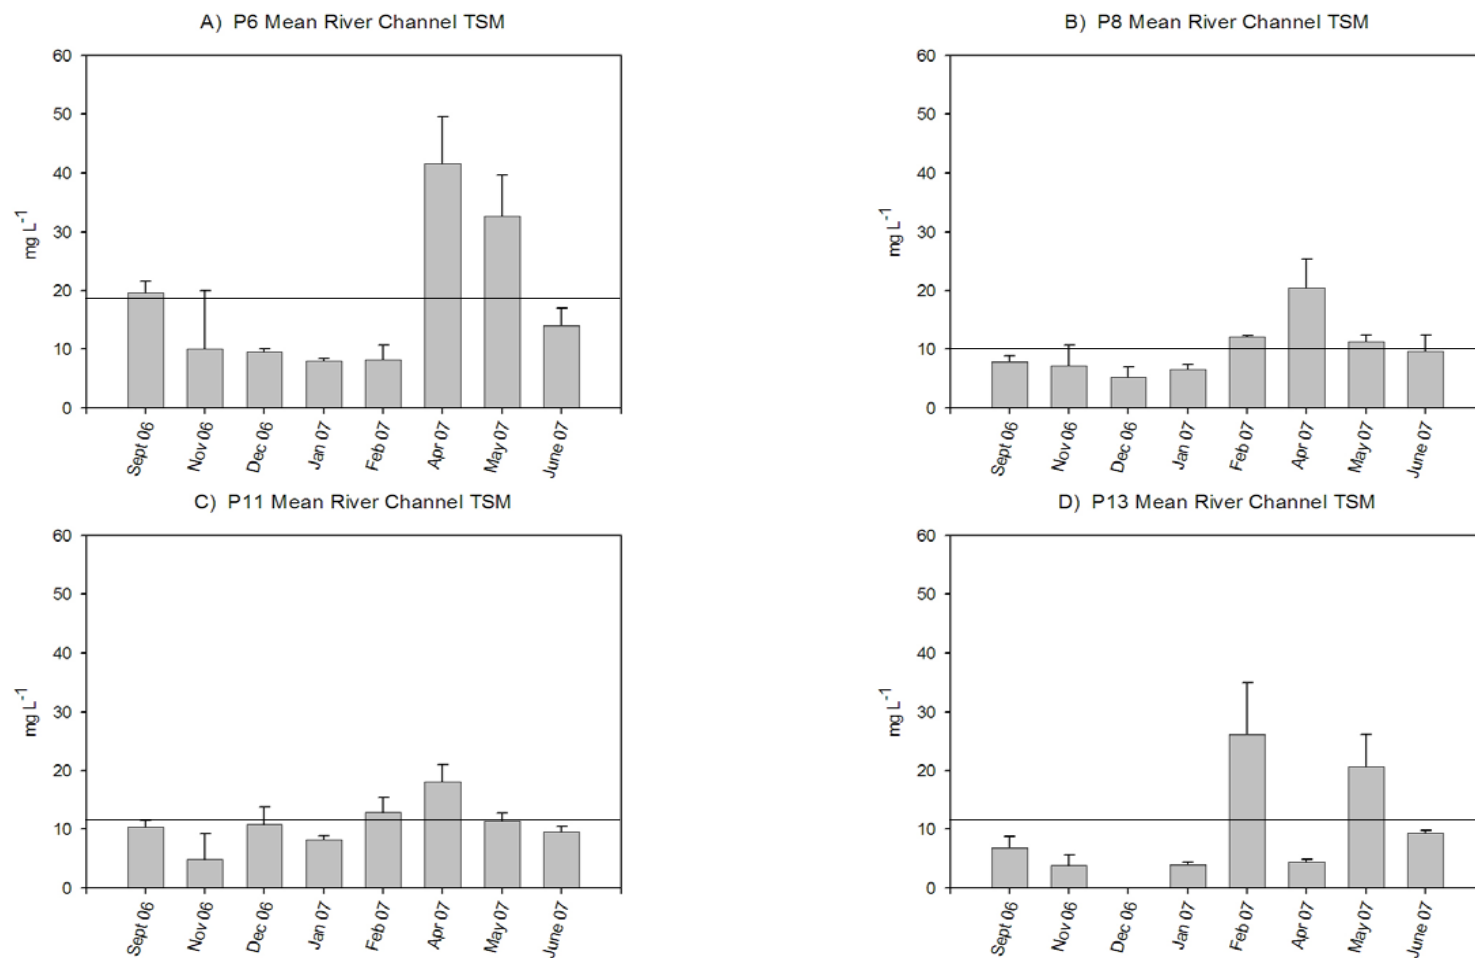 A) P6 Mean River Channel TSM
60
50
40
30
20
10
0
mg L-1
Sept 06
Nov 06
Dec 06
Jan 07
Feb 07
Apr 07
May 07
June 07
B) P8 Mean River Channel TSM
60
50
40
30
20
10
0
mg L-1
Sept 06
Nov 06
Dec 06
Jan 07
Feb 07
Apr 07
May 07
June 07
C) P11 Mean River Channel TSM
60
50
40
30
20
10
0
mg L-1
Sept 06
Nov 06
Dec 06
Jan 07
Feb 07
Apr 07
May 07
June 07
D) P13 Mean River Channel TSM
60
50
40
30
20
10
0
mg L-1
Sept 06
Nov 06
Dec 06
Jan 07
Feb 07
Apr 07
May 07
June 07